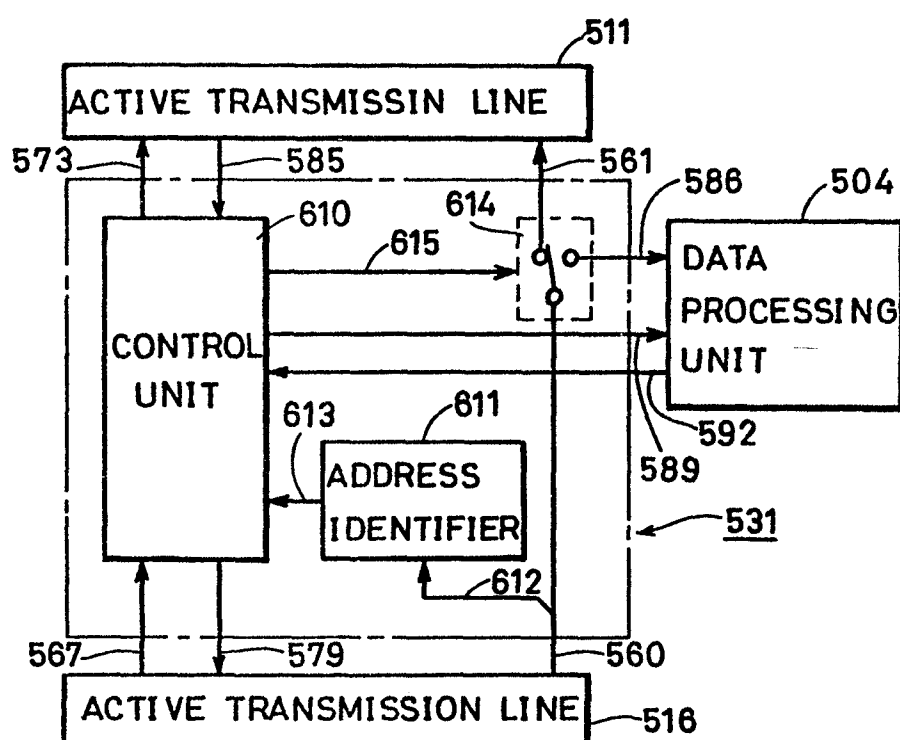 511
ACTIVE TRANSMISSIN LINE
573
585
561
586
504
610
614
615
DATA
PROCESSING
UNIT
CONTROL
UNIT
613
611
592
589
ADDRESS
IDENTIFIER
531
612
567
579
560
ACTIVE TRANSMISSION LINE
516